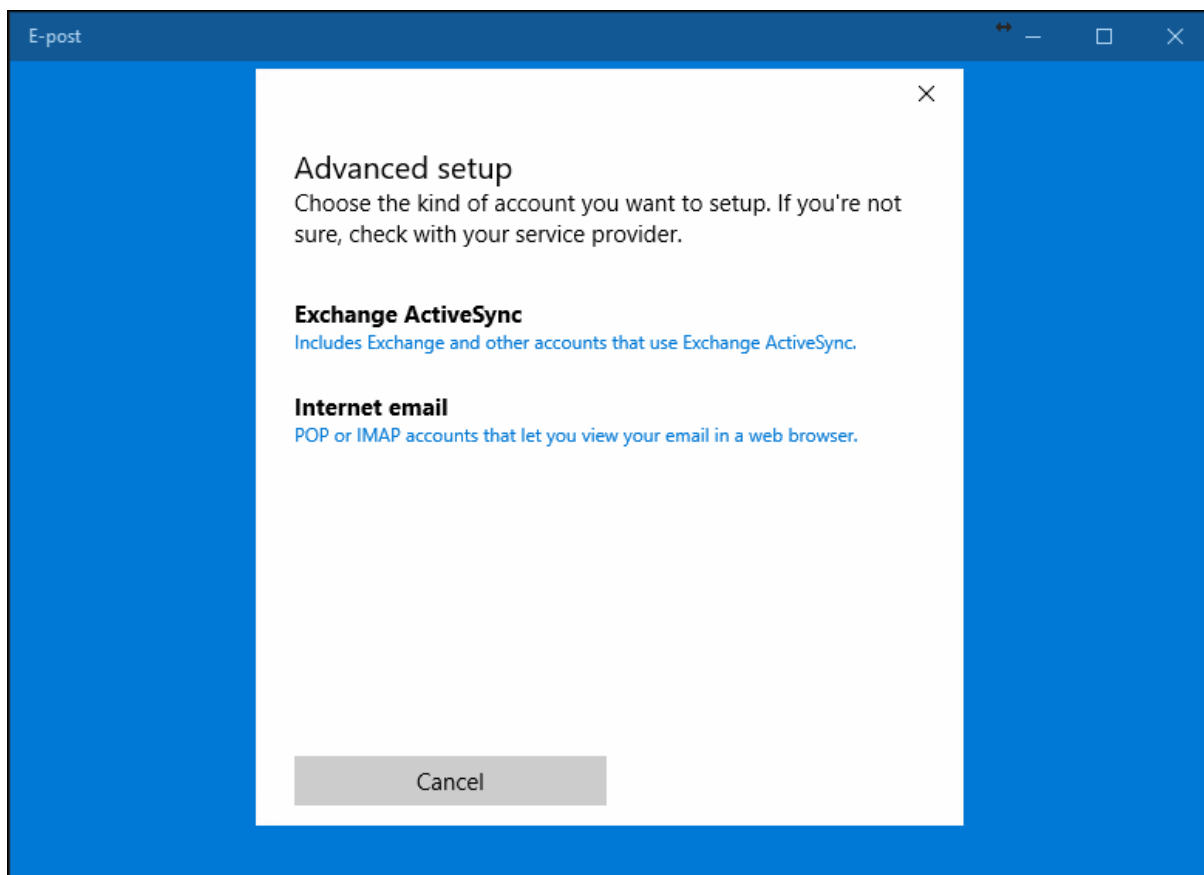 E-post
Advanced setup
Choose the kind of account you want to setup. If you're not
sure, check with your service provider.
Exchange ActiveSync
Includes Exchange and other accounts that use Exchange ActiveSync.
Internet email
POP or IMAP accounts that let you view your email in a web browser.
Cancel